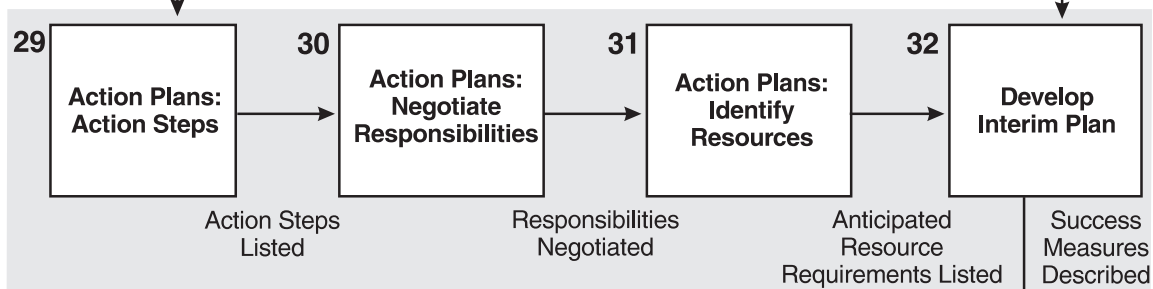 29
Action Plans:
Action Steps
30
Action Plans:
Negotiate
Responsibilities
31
Action Plans:
Identify
Resources
32
Develop
Interim Plan
Action Steps
Listed
Responsibilities
Negotiated
Anticipated
Resource
Requirements Listed
Success
Measures
Described